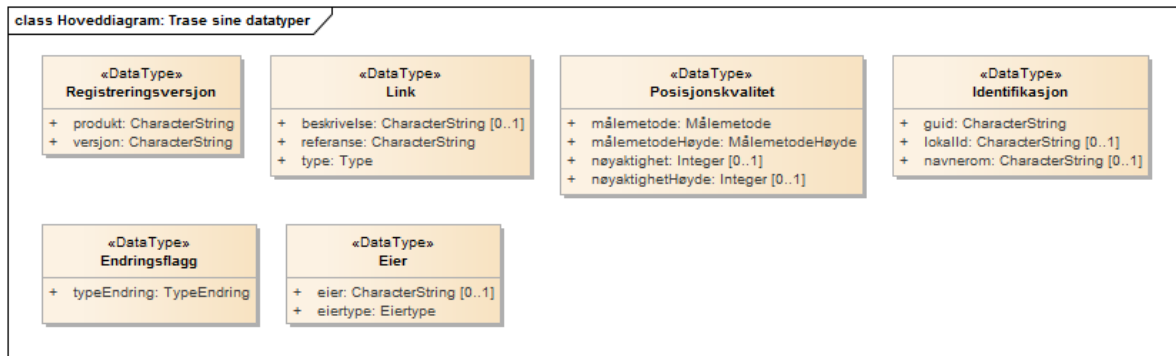 class Hoveddiagram: Trase sine datatyper
«DataType»
Registreringsversjon
+ produkt: CharacterString
+ versjon: CharacterString
«DataType»
Link
+ beskrivelse: CharacterString [0..1]
+ referanse: CharacterString
+ type: Type
«DataType»
Posisjonskvalitet
+ målemetode: Målemetode
+ målemetodeHøyde: MålemetodeHøyde
+ nøyaktighet: Integer [0..1]
+ nøyaktighetHøyde: Integer [0..1]
«DataType»
Identifikasjon
+ guid: CharacterString
+ lokalId: CharacterString [0..1]
+ navnerom: CharacterString [0..1]
«DataType»
Endringsflagg
+ typeEndring: TypeEndring
«DataType»
Eier
+ eier: CharacterString [0..1]
+ eiertype: Eiertype